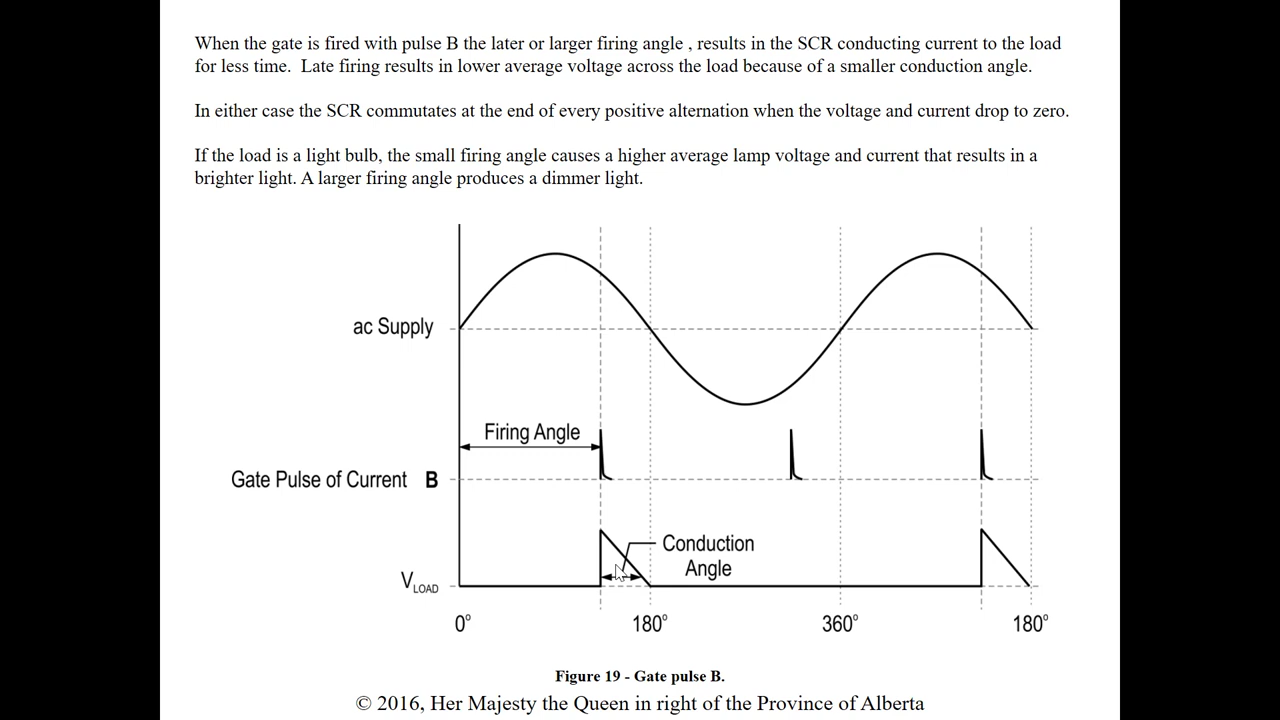 When the gate is fired with pulse B the later or larger firing angle , results in the SCR conducting current to the load
for less time.  Late firing results in lower average voltage across the load because of a smaller conduction angle.
In either case the SCR commutates at the end of every positive alternation when the voltage and current drop to zero.
If the load is a light bulb, the small firing angle causes a higher average lamp voltage and current that results in a
brighter light. A larger firing angle produces a dimmer light.
ac Supply
Firing Angle
Gate Pulse of Current B
Conduction
Angle
VLOAD
0° 180° 360° 180°
Figure 19 - Gate pulse B.
© 2016, Her Majesty the Queen in right of the Province of Alberta